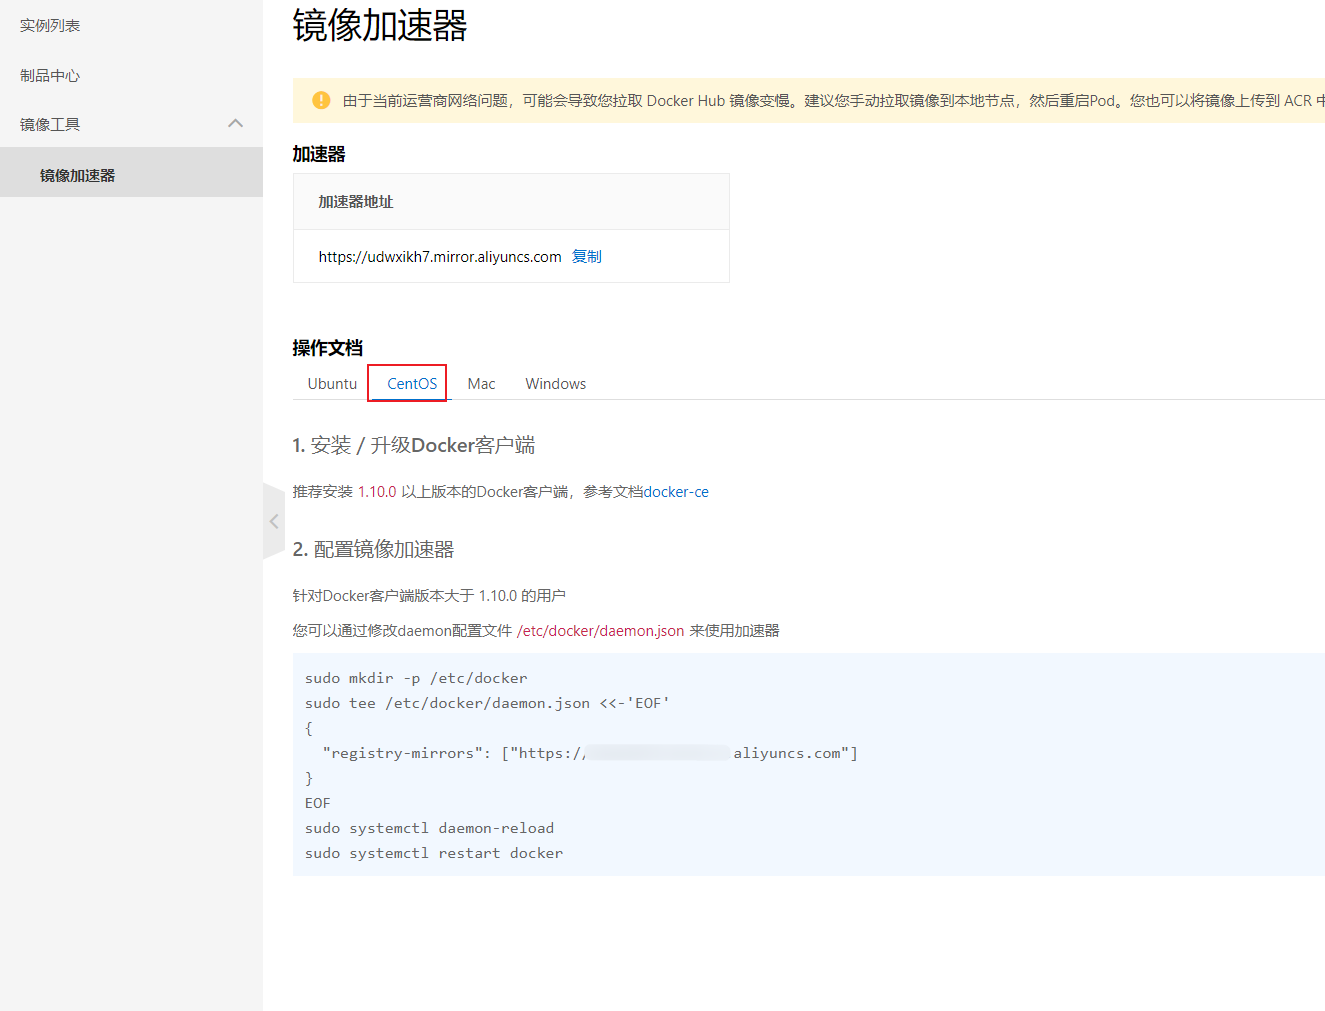 实例列表
制品中心
镜像工具
镜像加速器
镜像加速器
由于当前运营商网络问题，可能会导致您拉取 Docker Hub 镜像变慢。建议您手动拉取镜像到本地节点，然后重启Pod。您也可以将镜像上传到 ACR 中
加速器
加速器地址
https://udwxikh7.mirror.aliyuncs.com 复制
操作文档
Ubuntu CentOS Mac Windows
1. 安装 / 升级Docker客户端
推荐安装 1.10.0 以上版本的Docker客户端，参考文档docker-ce
2. 配置镜像加速器
针对Docker客户端版本大于 1.10.0 的用户
您可以通过修改daemon配置文件 /etc/docker/daemon.json 来使用加速器
sudo mkdir -p /etc/docker
sudo tee /etc/docker/daemon.json <<-'EOF'
{
"registry-mirrors": ["https:// aliyuncs.com"]
}
EOF
sudo systemctl daemon-reload
sudo systemctl restart docker